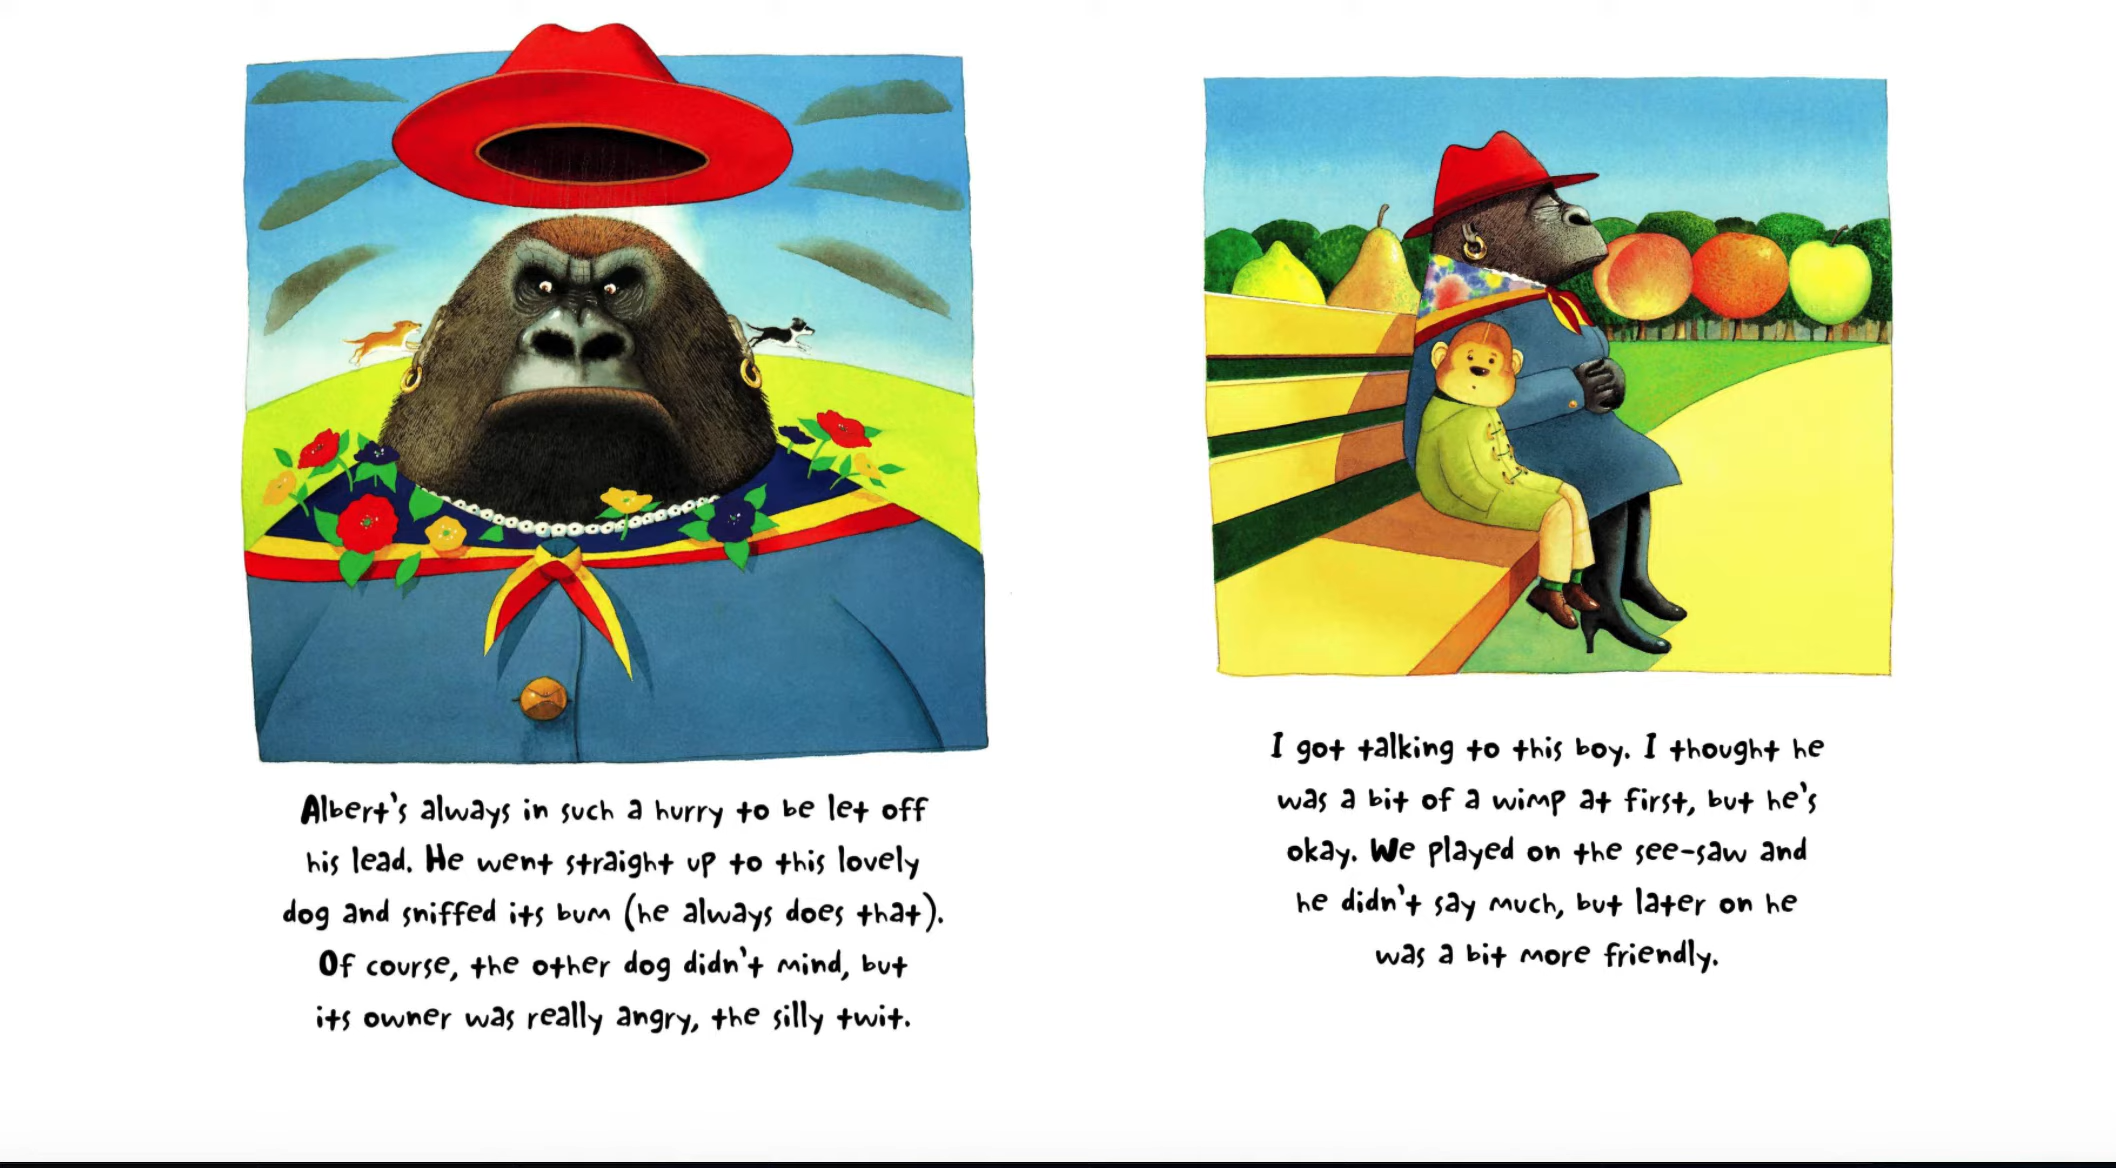 Albert's always in such a hurry to be let off
his lead. He went straight up to this lovely
dog and sniffed its bum (he always does that).
Of course, the other dog didn't mind, but
its owner was really angry, the silly twit.
I got talking to this boy. I thought he
was a bit of a wimp at first, but he's
okay. We played on the see-saw and
he didn't say much, but later on he
was a bit more friendly.